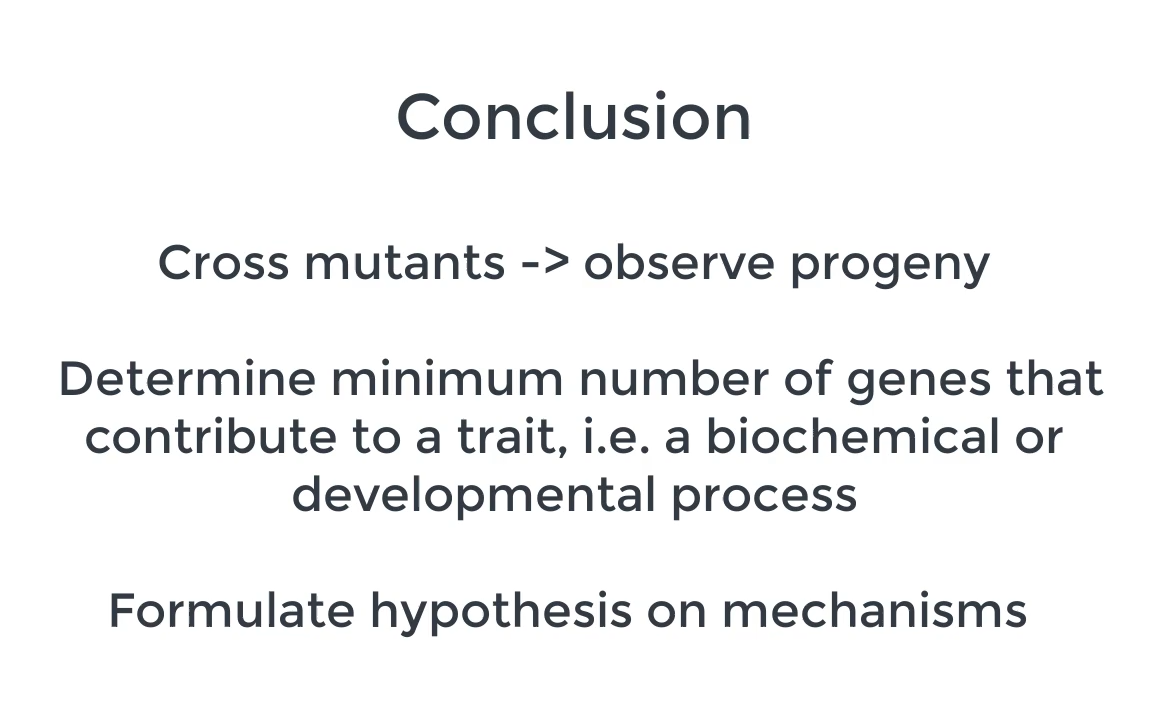 Conclusion
Cross mutants -> observe progeny
Determine minimum number of genes that
contribute to a trait, i.e. a biochemical or
developmental process
Formulate hypothesis on mechanisms